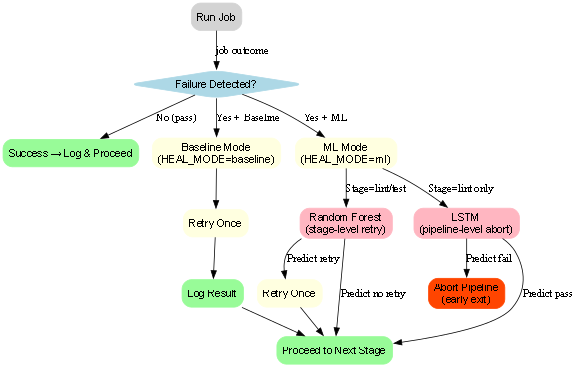 Run Job
job outcome
Failure Detected?
No (pass)
Yes + Baseline
Yes + ML
Success → Log & Proceed
Baseline Mode
(HEAL_MODE=baseline)
ML Mode
(HEAL_MODE=ml)
Stage=lint/test
Stage=lint only
Retry Once
Random Forest
(stage-level retry)
LSTM
(pipeline-level abort)
Predict retry
Predict fail
Log Result
Retry Once
Predict no retry
Abort Pipeline
(early exit)
Predict pass
Proceed to Next Stage